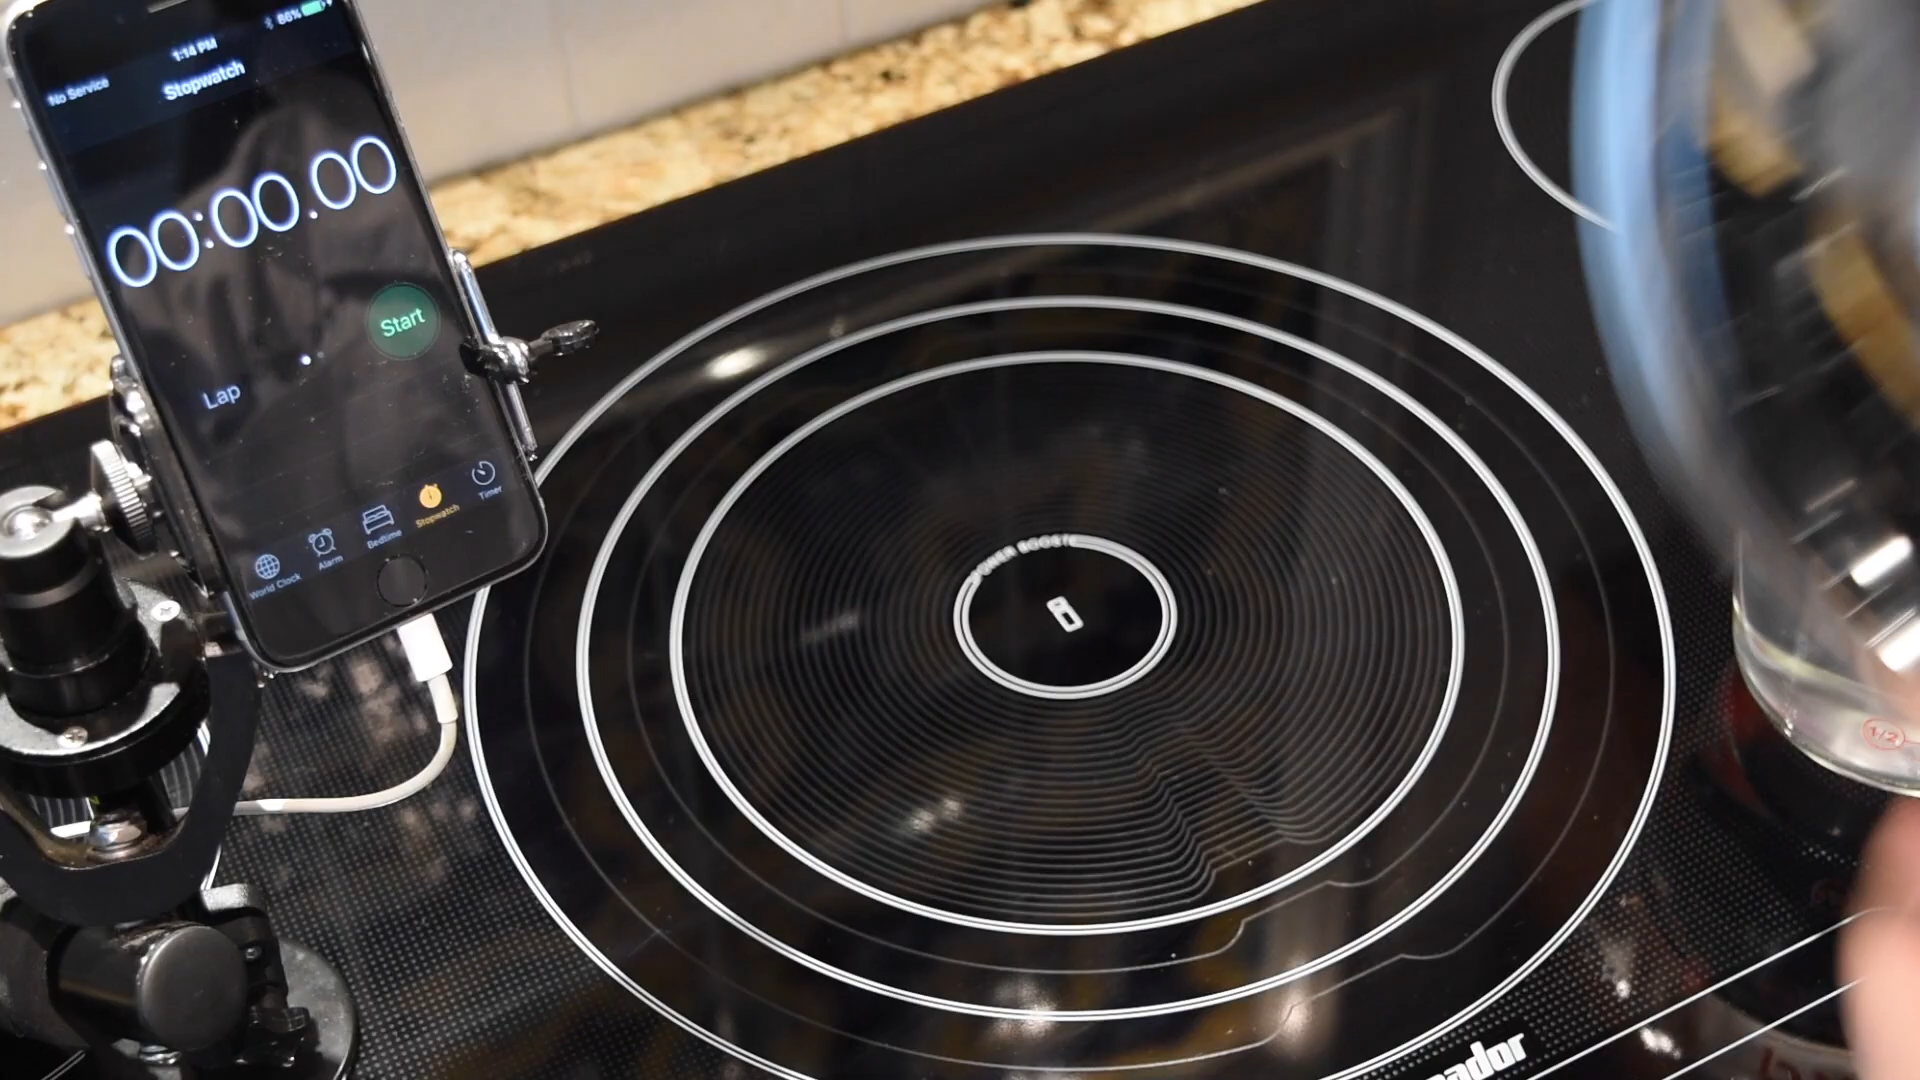 66%
1:14 PM
No Service
Stopwatch
00:00.00
Start
Lap
World Clock
Alarm
Bedtime
Stopwatch
Timer
POWER BOOST
1/2